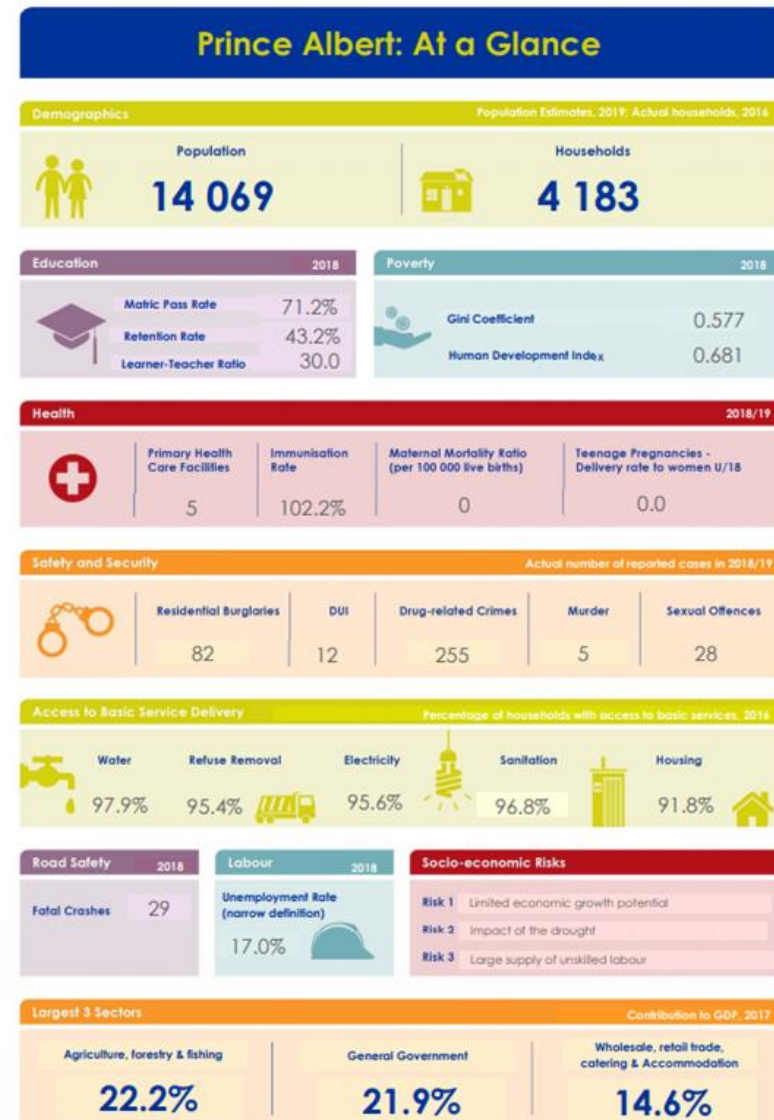 Prince Albert: At a Glance
Demographics
Population Estimates, 2019; Actual households, 2016
Population
Households
14 069
4 183
Education
2018
Matric Pass Rate
71.2%
Retention Rate
43.2%
Learner-Teacher Ratio
30.0
Poverty
2018
Gini Coefficient
0.577
Human Development Index
0.681
Health
2018/19
Primary Health
Care Facilities
5
Immunisation
Rate
102.2%
Maternal Mortality Ratio
(per 100 000 live births)
0
Teenage Pregnancies -
Delivery rate to women U/18
0.0
Safety and Security
Actual number of reported cases in 2018/19
Residential Burglaries
82
DUI
12
Drug-related Crimes
255
Murder
5
Sexual Offences
28
Access to Basic Service Delivery
Percentage of households with access to basic services, 2016
Water
97.9%
Refuse Removal
95.4%
Electricity
95.6%
Sanitation
96.8%
Housing
91.8%
Road Safety
2018
Fatal Crashes
29
Labour
2018
Unemployment Rate
(narrow definition)
17.0%
Socio-economic Risks
Risk 1 Limited economic growth potential
Risk 2 Impact of the drought
Risk 3 Large supply of unskilled labour
Largest 3 Sectors
Contribution to GDP, 2017
Agriculture, forestry & fishing
22.2%
General Government
21.9%
Wholesale, retail trade,
catering & Accommodation
14.6%